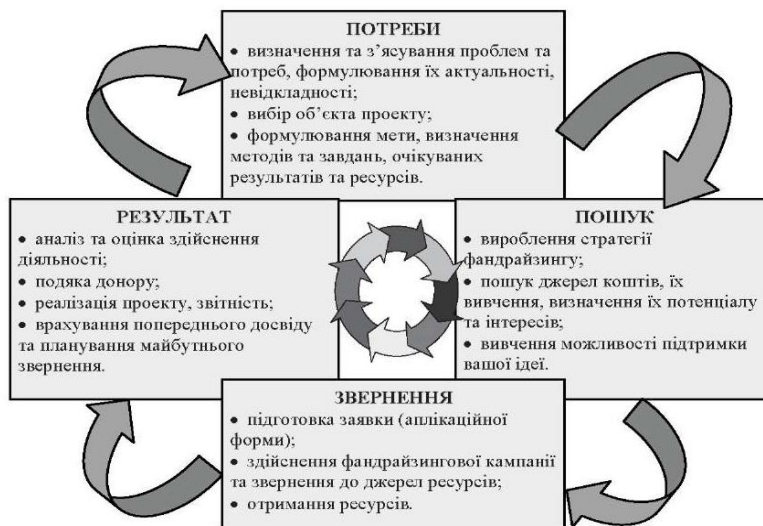 ПОТРЕБИ
• визначення та з’ясування проблем та
потреб, формулювання їх актуальності,
невідкладності;
• вибір об’єкта проекту;
• формулювання мети, визначення
методів та завдань, очікуваних
результатів та ресурсів.
РЕЗУЛЬТАТ
• аналіз та оцінка здійснення
діяльності;
• подяка донору;
• реалізація проекту, звітність;
• врахування попереднього досвіду
та планування майбутнього
звернення.
ПОШУК
• вироблення стратегії
фандрайзингу;
• пошук джерел коштів, їх
вивчення, визначення їх потенціалу
та інтересів;
• вивчення можливості підтримки
вашої ідеї.
ЗВЕРНЕННЯ
• підготовка заявки (аплікаційної
форми);
• здійснення фандрайзингової кампанії
та звернення до джерел ресурсів;
• отримання ресурсів.